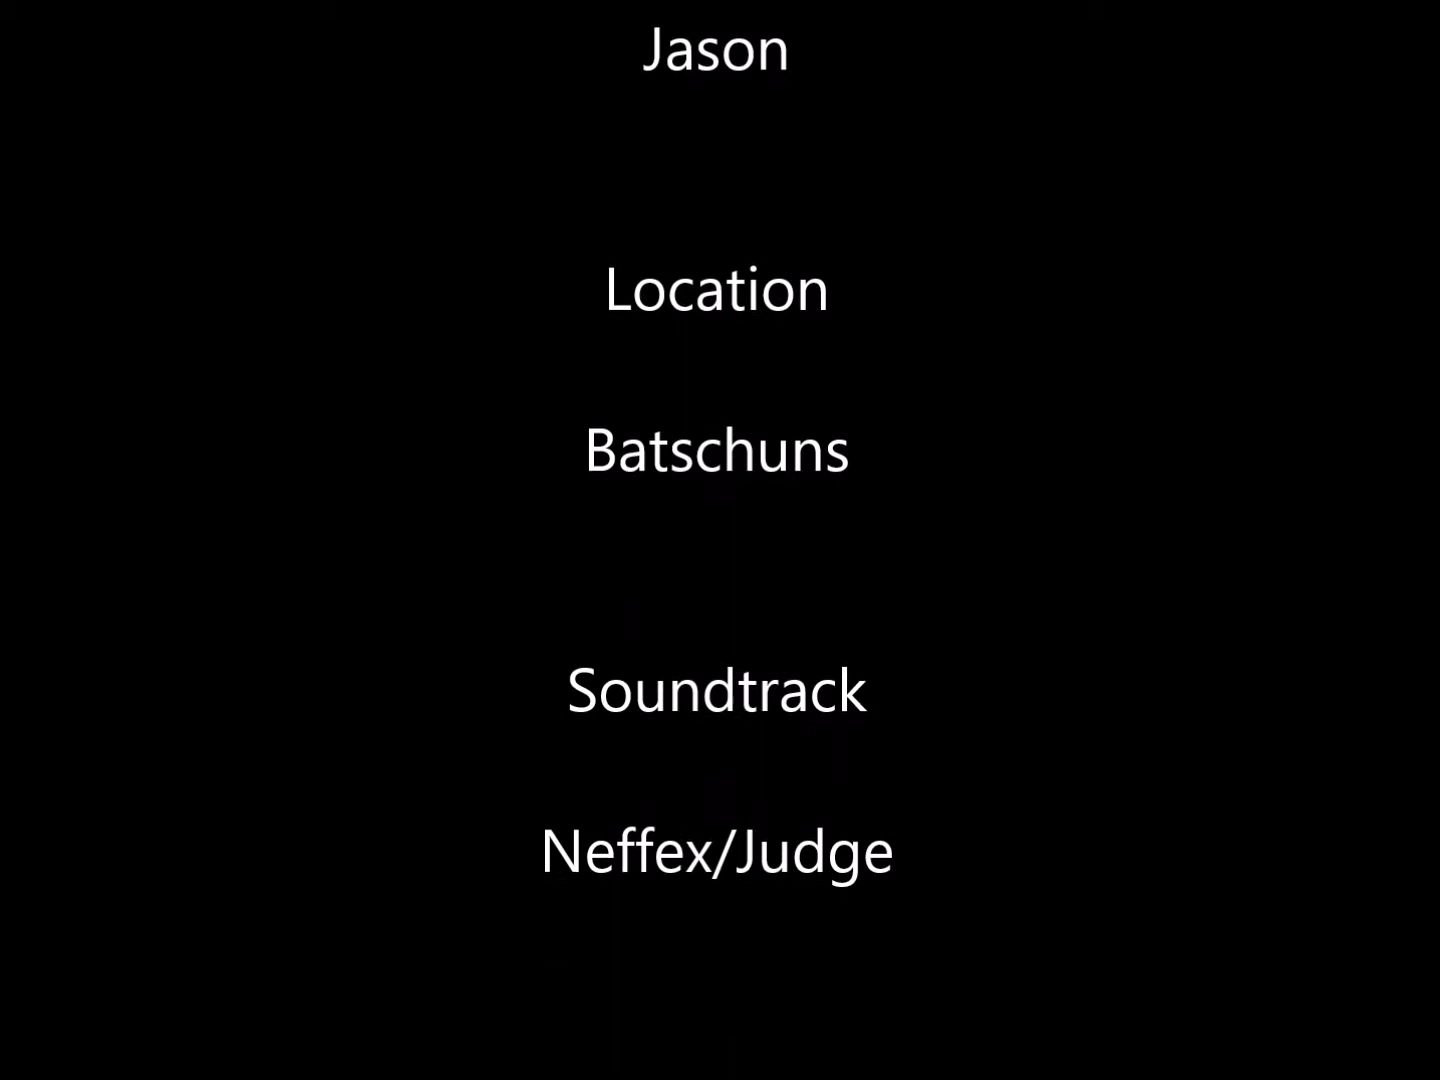 Jason
Location
Batschuns
Soundtrack
Neffex/Judge